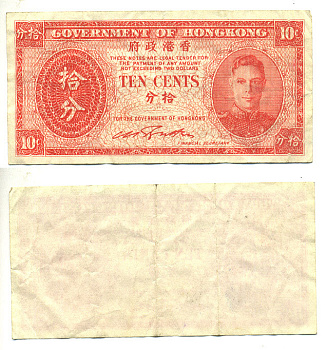 分拾 GOVERNMENT OF HONGKONG 10¢
府政港香
THESE NOTES ARE LEGAL TENDER FOR
THE PAYMENT OF ANY AMOUNT
NOT EXCEEDING TWO DOLLARS
TEN CENTS
分拾
拾分
FOR THE GOVERNMENT OF HONGKONG
FINANCIAL SECRETARY
10¢ 分拾